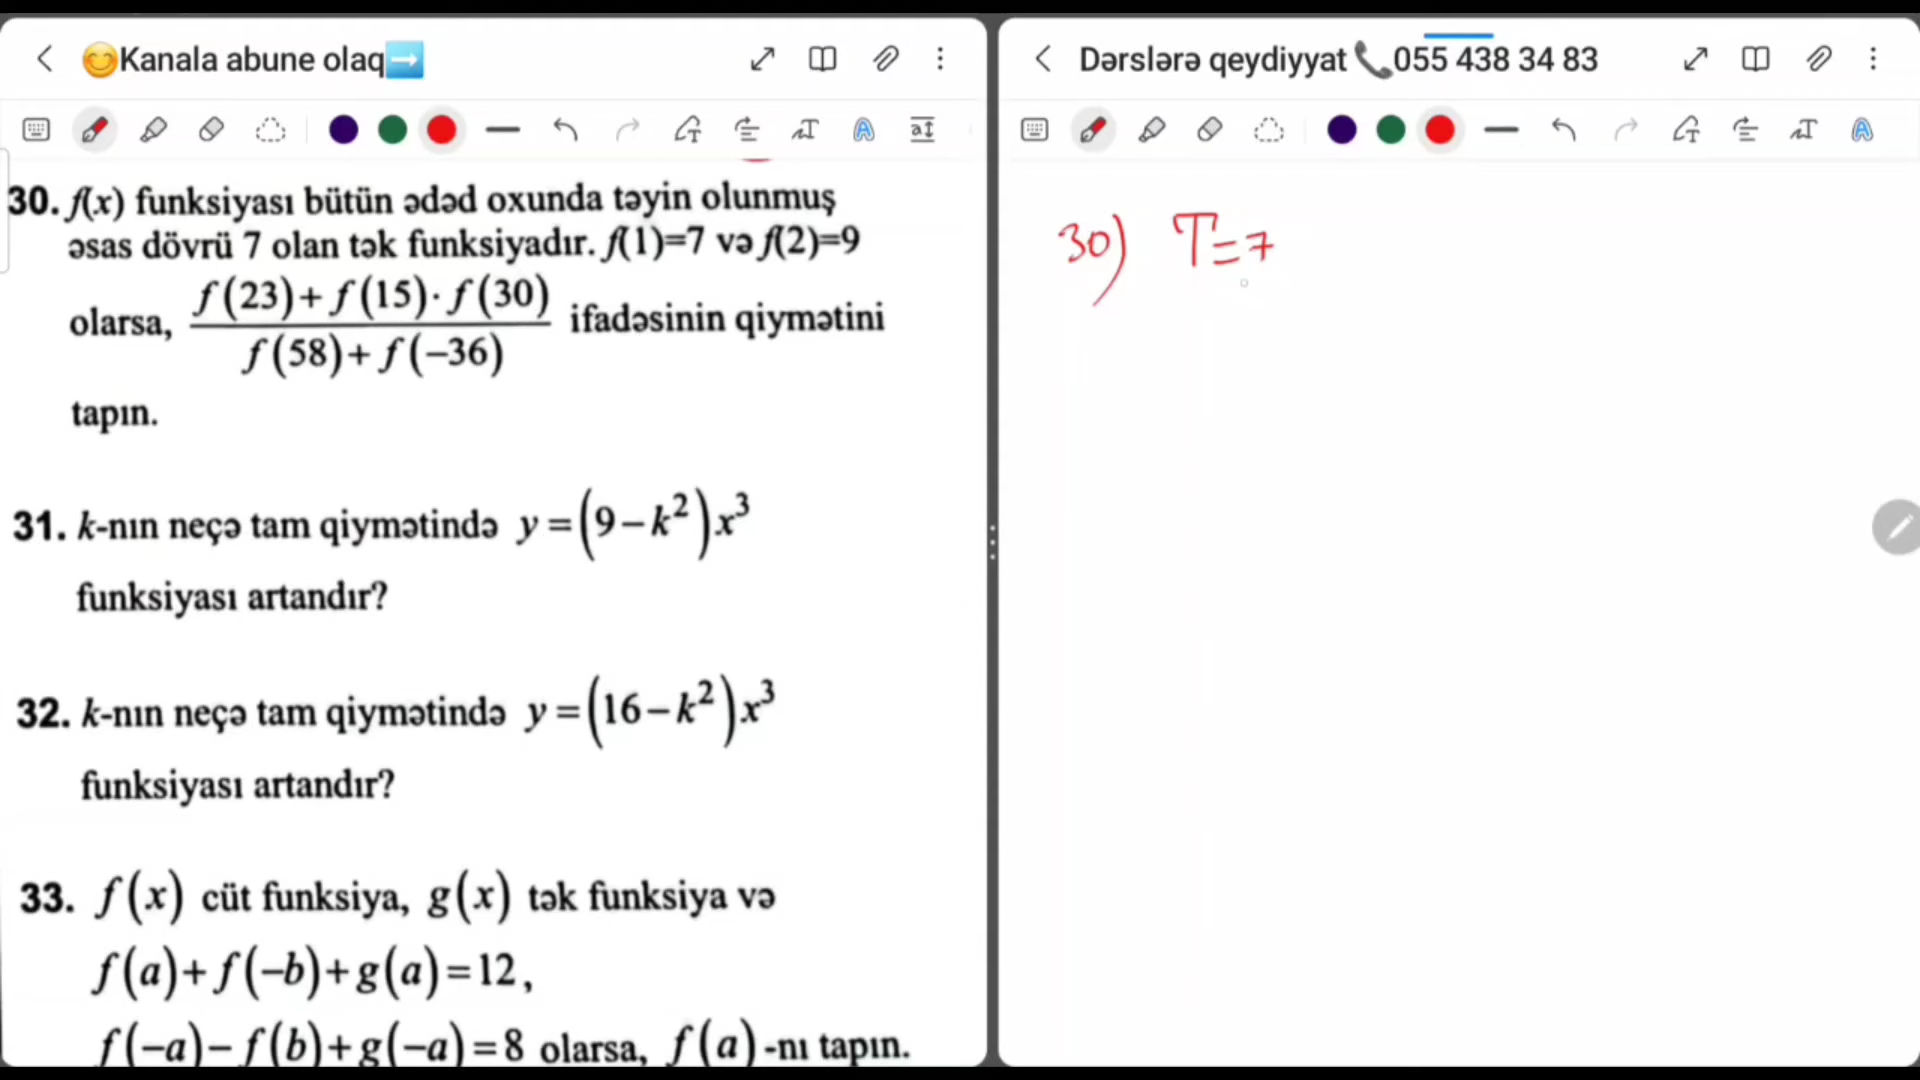 😊Kanala abune olaq➡️
30. f(x) funksiyası bütün ədəd oxunda təyin olunmuş
əsas dövrü 7 olan tək funksiyadır. f(1)=7 və f(2)=9
olarsa, (f(23)+f(15)·f(30))/(f(58)+f(−36)) ifadəsinin qiymətini
tapın.
31. k-nın neçə tam qiymətində y=(9−k²)x³
funksiyası artandır?
32. k-nın neçə tam qiymətində y=(16−k²)x³
funksiyası artandır?
33. f(x) cüt funksiya, g(x) tək funksiya və
f(a)+f(−b)+g(a)=12,
f(−a)−f(b)+g(−a)=8 olarsa, f(a)-nı tapın.
Dərslərə qeydiyyat 📞055 438 34 83
30) T=7